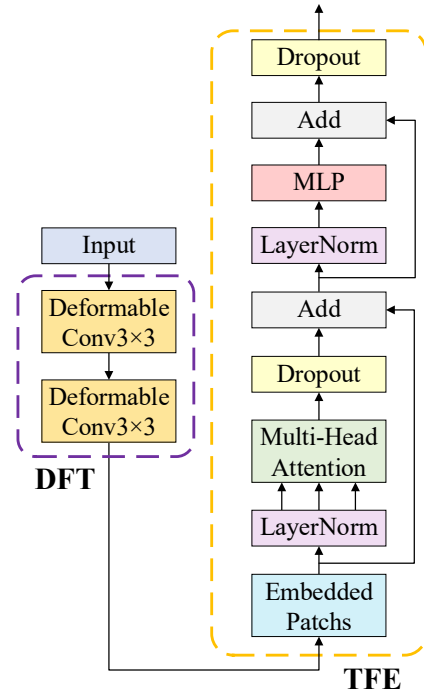 Input
Deformable
Conv3×3
Deformable
Conv3×3
DFT
Dropout
Add
MLP
LayerNorm
Add
Dropout
Multi-Head
Attention
LayerNorm
Embedded
Patchs
TFE